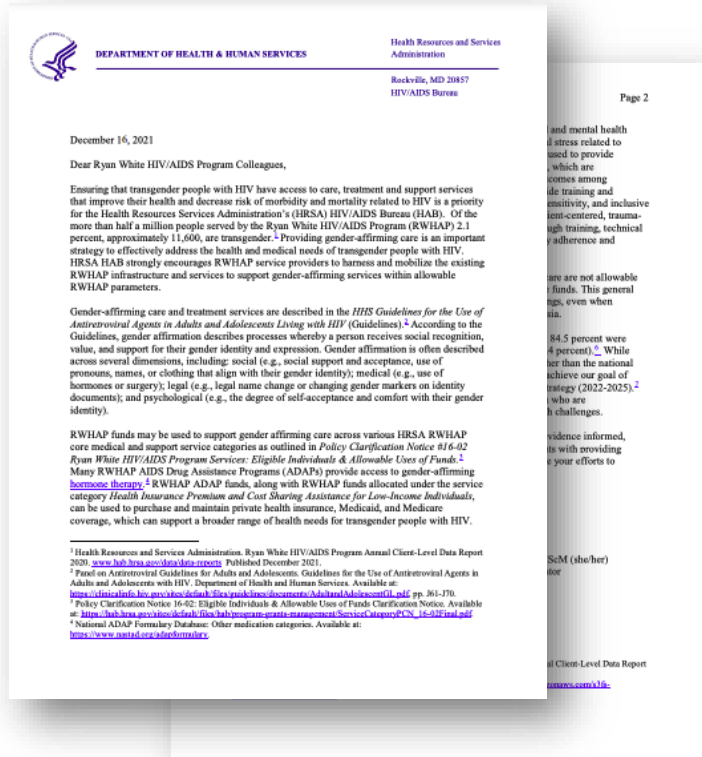 DEPARTMENT OF HEALTH & HUMAN SERVICES
Health Resources and Services
Administration
Rockville, MD 20857
HIV/AIDS Bureau
December 16, 2021
Dear Ryan White HIV/AIDS Program Colleagues,
Ensuring that transgender people with HIV have access to care, treatment and support services
that improve their health and decrease risk of morbidity and mortality related to HIV is a priority
for the Health Resources Services Administration's (HRSA) HIV/AIDS Bureau (HAB). Of the
more than half a million people served by the Ryan White HIV/AIDS Program (RWHAP) 2.1
percent, approximately 11,600, are transgender.1 Providing gender-affirming care is an important
strategy to effectively address the health and medical needs of transgender people with HIV.
HRSA HAB strongly encourages RWHAP service providers to harness and mobilize the existing
RWHAP infrastructure and services to support gender-affirming services within allowable
RWHAP parameters.
Gender-affirming care and treatment services are described in the HHS Guidelines for the Use of
Antiretroviral Agents in Adults and Adolescents Living with HIV (Guidelines).2 According to the
Guidelines, gender affirmation describes processes whereby a person receives social recognition,
value, and support for their gender identity and expression. Gender affirmation is often described
across several dimensions, including: social (e.g., social support and acceptance, use of
pronouns, names, or clothing that align with their gender identity); medical (e.g., use of
hormones or surgery); legal (e.g., legal name change or changing gender markers on identity
documents); and psychological (e.g., the degree of self-acceptance and comfort with their gender
identity).
RWHAP funds may be used to support gender affirming care across various HRSA RWHAP
core medical and support service categories as outlined in Policy Clarification Notice #16-02
Ryan White HIV/AIDS Program Services: Eligible Individuals & Allowable Uses of Funds.3
Many RWHAP AIDS Drug Assistance Programs (ADAPs) provide access to gender-affirming
hormone therapy.4 RWHAP ADAP funds, along with RWHAP funds allocated under the service
category Health Insurance Premium and Cost Sharing Assistance for Low-Income Individuals,
can be used to purchase and maintain private health insurance, Medicaid, and Medicare
coverage, which can support a broader range of health needs for transgender people with HIV.
1 Health Resources and Services Administration. Ryan White HIV/AIDS Program Annual Client-Level Data Report
2020. www.hab.hrsa.gov/data/data-reports Published December 2021.
2 Panel on Antiretroviral Guidelines for Adults and Adolescents. Guidelines for the Use of Antiretroviral Agents in
Adults and Adolescents with HIV. Department of Health and Human Services. Available at:
https://clinicalinfo.hiv.gov/sites/default/files/guidelines/documents/AdultandAdolescentGL.pdf. pp. J61-J70.
3 Policy Clarification Notice 16-02: Eligible Individuals & Allowable Uses of Funds Clarification Notice. Available
at: https://hab.hrsa.gov/sites/default/files/hab/program-grants-management/ServiceCategoryPCN_16-02Final.pdf.
4 National ADAP Formulary Database: Other medication categories. Available at:
https://www.nastad.org/adapformulary.
Page 2
and mental health
stress related to
used to provide
, which are
comes among
de training and
ensitivity, and inclusive
ient-centered, trauma-
ugh training, technical
adherence and
are are not allowable
funds. This general
ngs, even when
sia.
84.5 percent were
4 percent).6 While
her than the national
achieve our goal of
trategy (2022-2025).7
who are
h challenges.
vidence informed,
ts with providing
e your efforts to
ScM (she/her)
tor
al Client-Level Data Report
zonaws.com/s3fs-